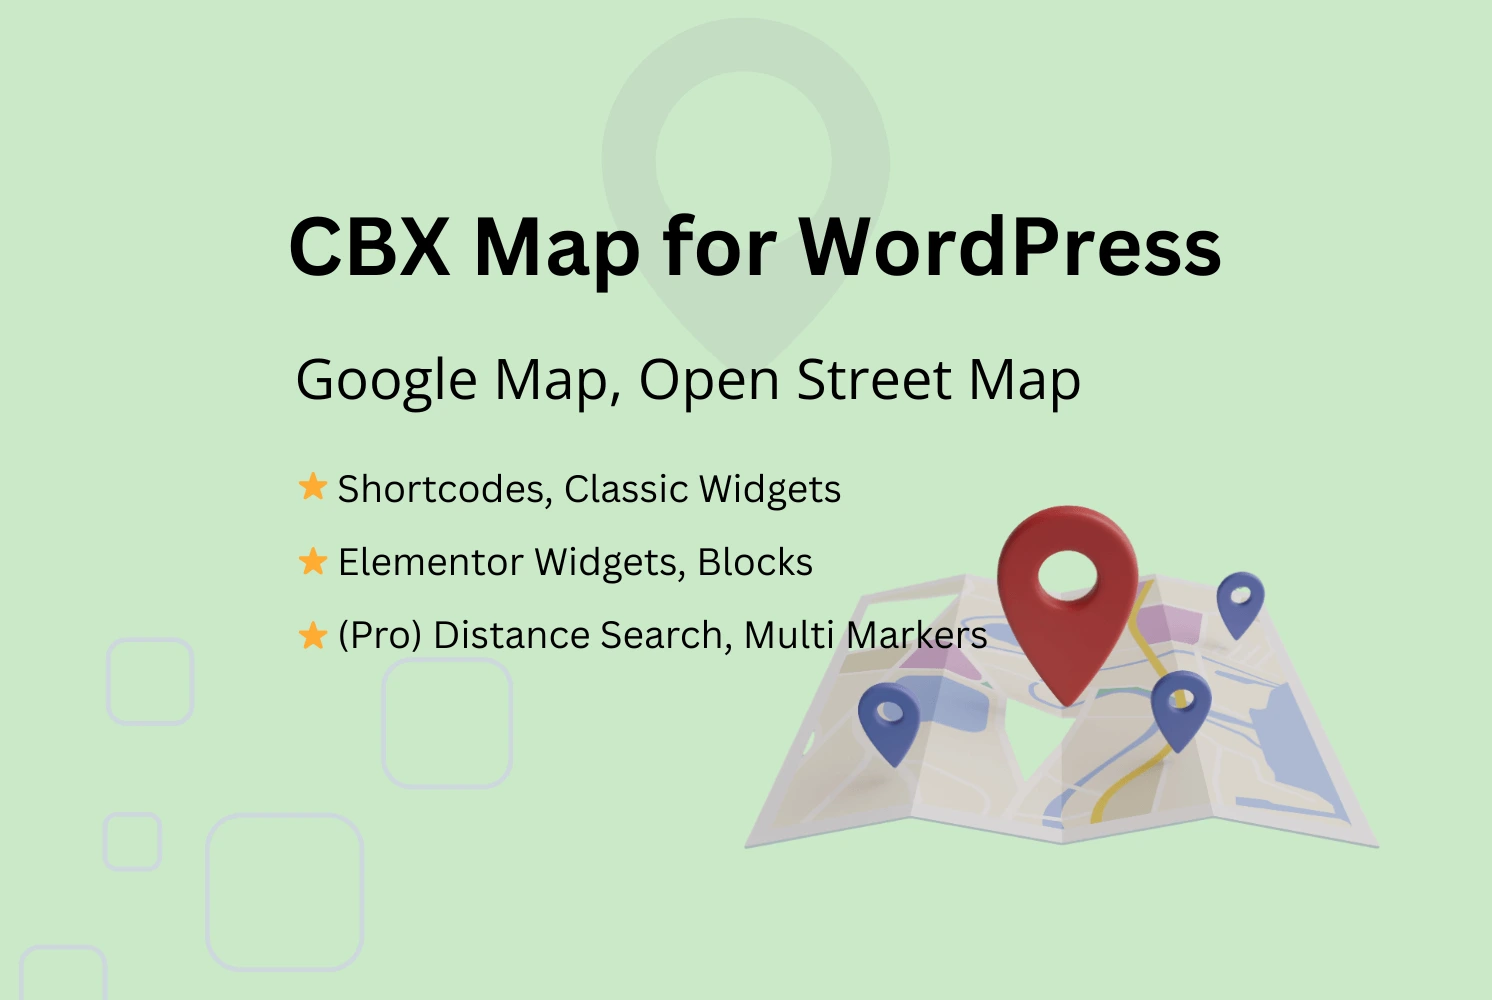 CBX Map for WordPress
Google Map, Open Street Map
Shortcodes, Classic Widgets
Elementor Widgets, Blocks
(Pro) Distance Search, Multi Markers